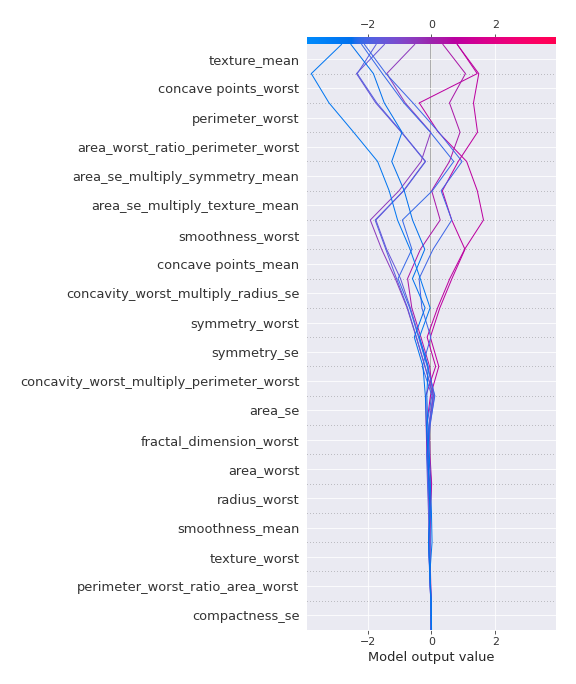 −2 0 2
texture_mean
concave points_worst
perimeter_worst
area_worst_ratio_perimeter_worst
area_se_multiply_symmetry_mean
area_se_multiply_texture_mean
smoothness_worst
concave points_mean
concavity_worst_multiply_radius_se
symmetry_worst
symmetry_se
concavity_worst_multiply_perimeter_worst
area_se
fractal_dimension_worst
area_worst
radius_worst
smoothness_mean
texture_worst
perimeter_worst_ratio_area_worst
compactness_se
−2 0 2
Model output value